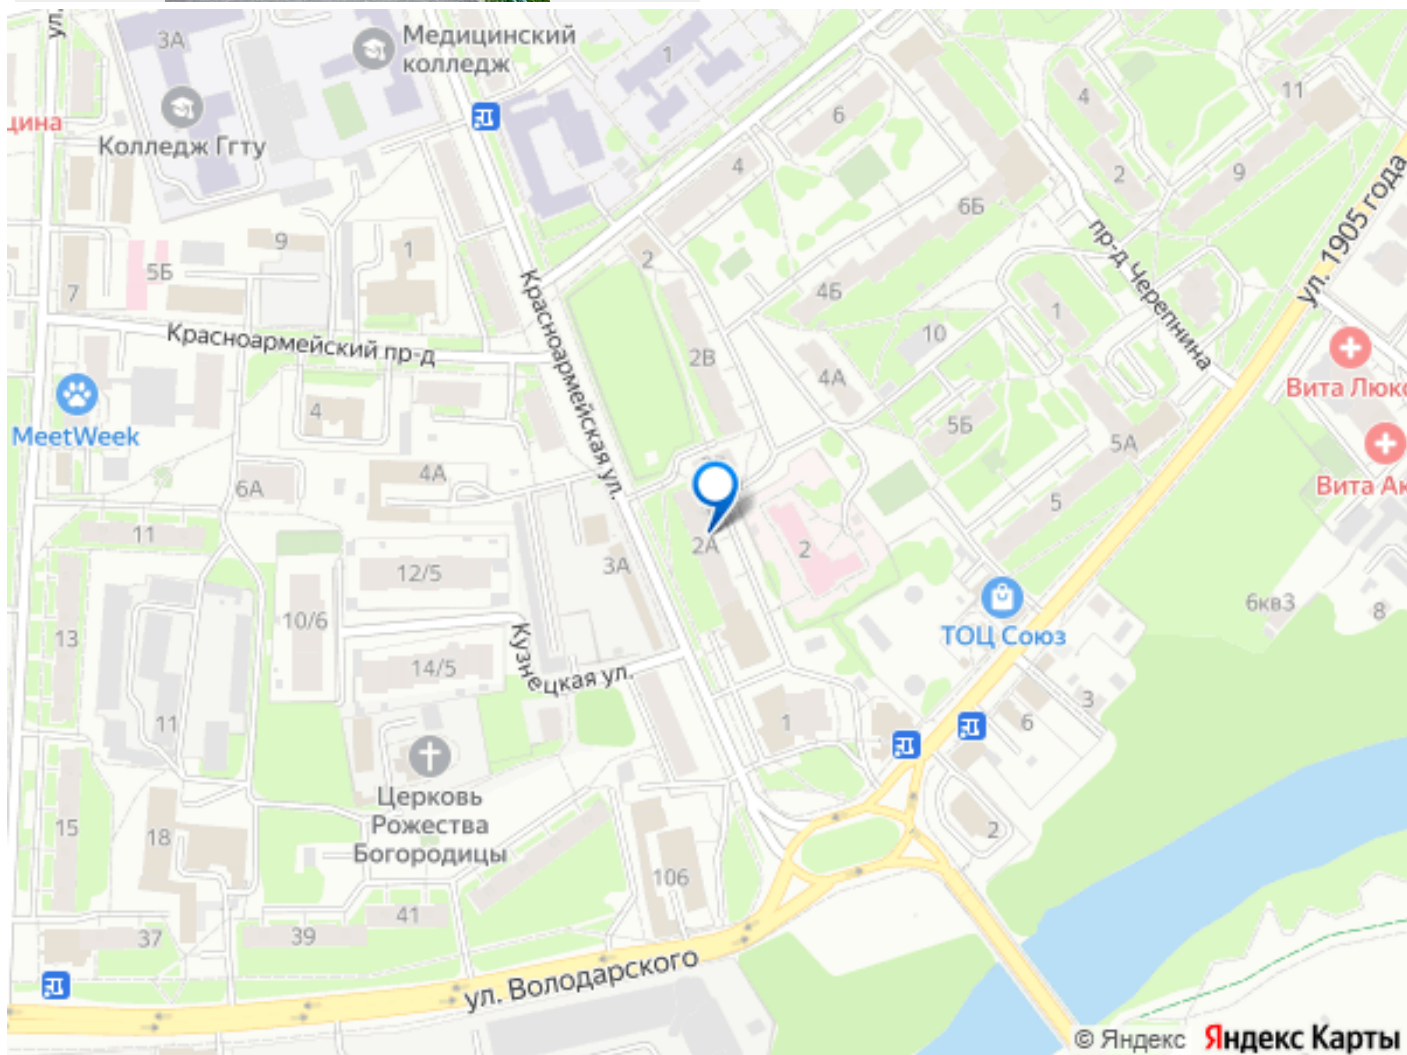 ул.
3А
Медицинский
колледж
1
6
4
11
цина
Колледж Ггту
4
2
9
6Б
ул. 1905 года
9
1
5Б
7
2
4Б
пр-д Черепнина
10
1
Красноармейский пр-д
Красноармейская ул.
2В
4А
Вита Люкс
MeetWeek
4
5Б
5А
4А
6А
Вита Ак
5
11
2А
2
3А
12/5
10/6
13
6кв3
8
ТОЦ Союз
Кузнецкая ул.
14/5
11
1
6
3
Церковь
Рожества
Богородицы
15
18
2
106
41
37
39
ул. Володарского
© Яндекс Яндекс Карты